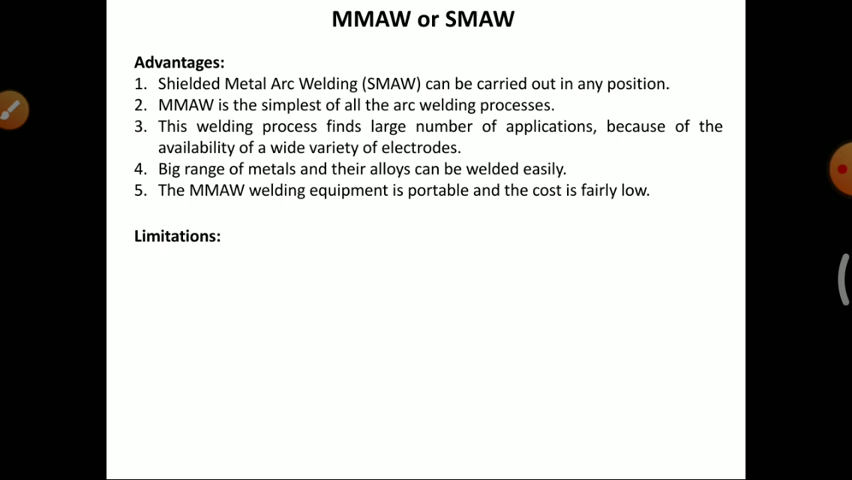 MMAW or SMAW
Advantages:
1. Shielded Metal Arc Welding (SMAW) can be carried out in any position.
2. MMAW is the simplest of all the arc welding processes.
3. This welding process finds large number of applications, because of the
availability of a wide variety of electrodes.
4. Big range of metals and their alloys can be welded easily.
5. The MMAW welding equipment is portable and the cost is fairly low.
Limitations: